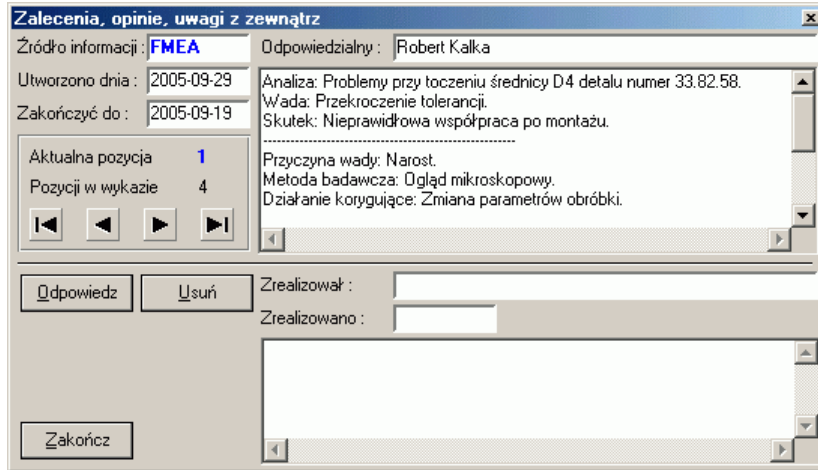 Zalecenia, opinie, uwagi z zewnątrz
Źródło informacji : FMEA
Odpowiedzialny : Robert Kalka
Utworzono dnia : 2005-09-29
Zakończyć do : 2005-09-19
Analiza: Problemy przy toczeniu średnicy D4 detalu numer 33.82.58.
Wada: Przekroczenie tolerancji.
Skutek: Nieprawidłowa współpraca po montażu.
------------------------------------------------------
Przyczyna wady: Narost.
Metoda badawcza: Ogląd mikroskopowy.
Działanie korygujące: Zmiana parametrów obróbki.
Aktualna pozycja 1
Pozycji w wykazie 4
Odpowiedz
Usuń
Zrealizował :
Zrealizowano :
Zakończ